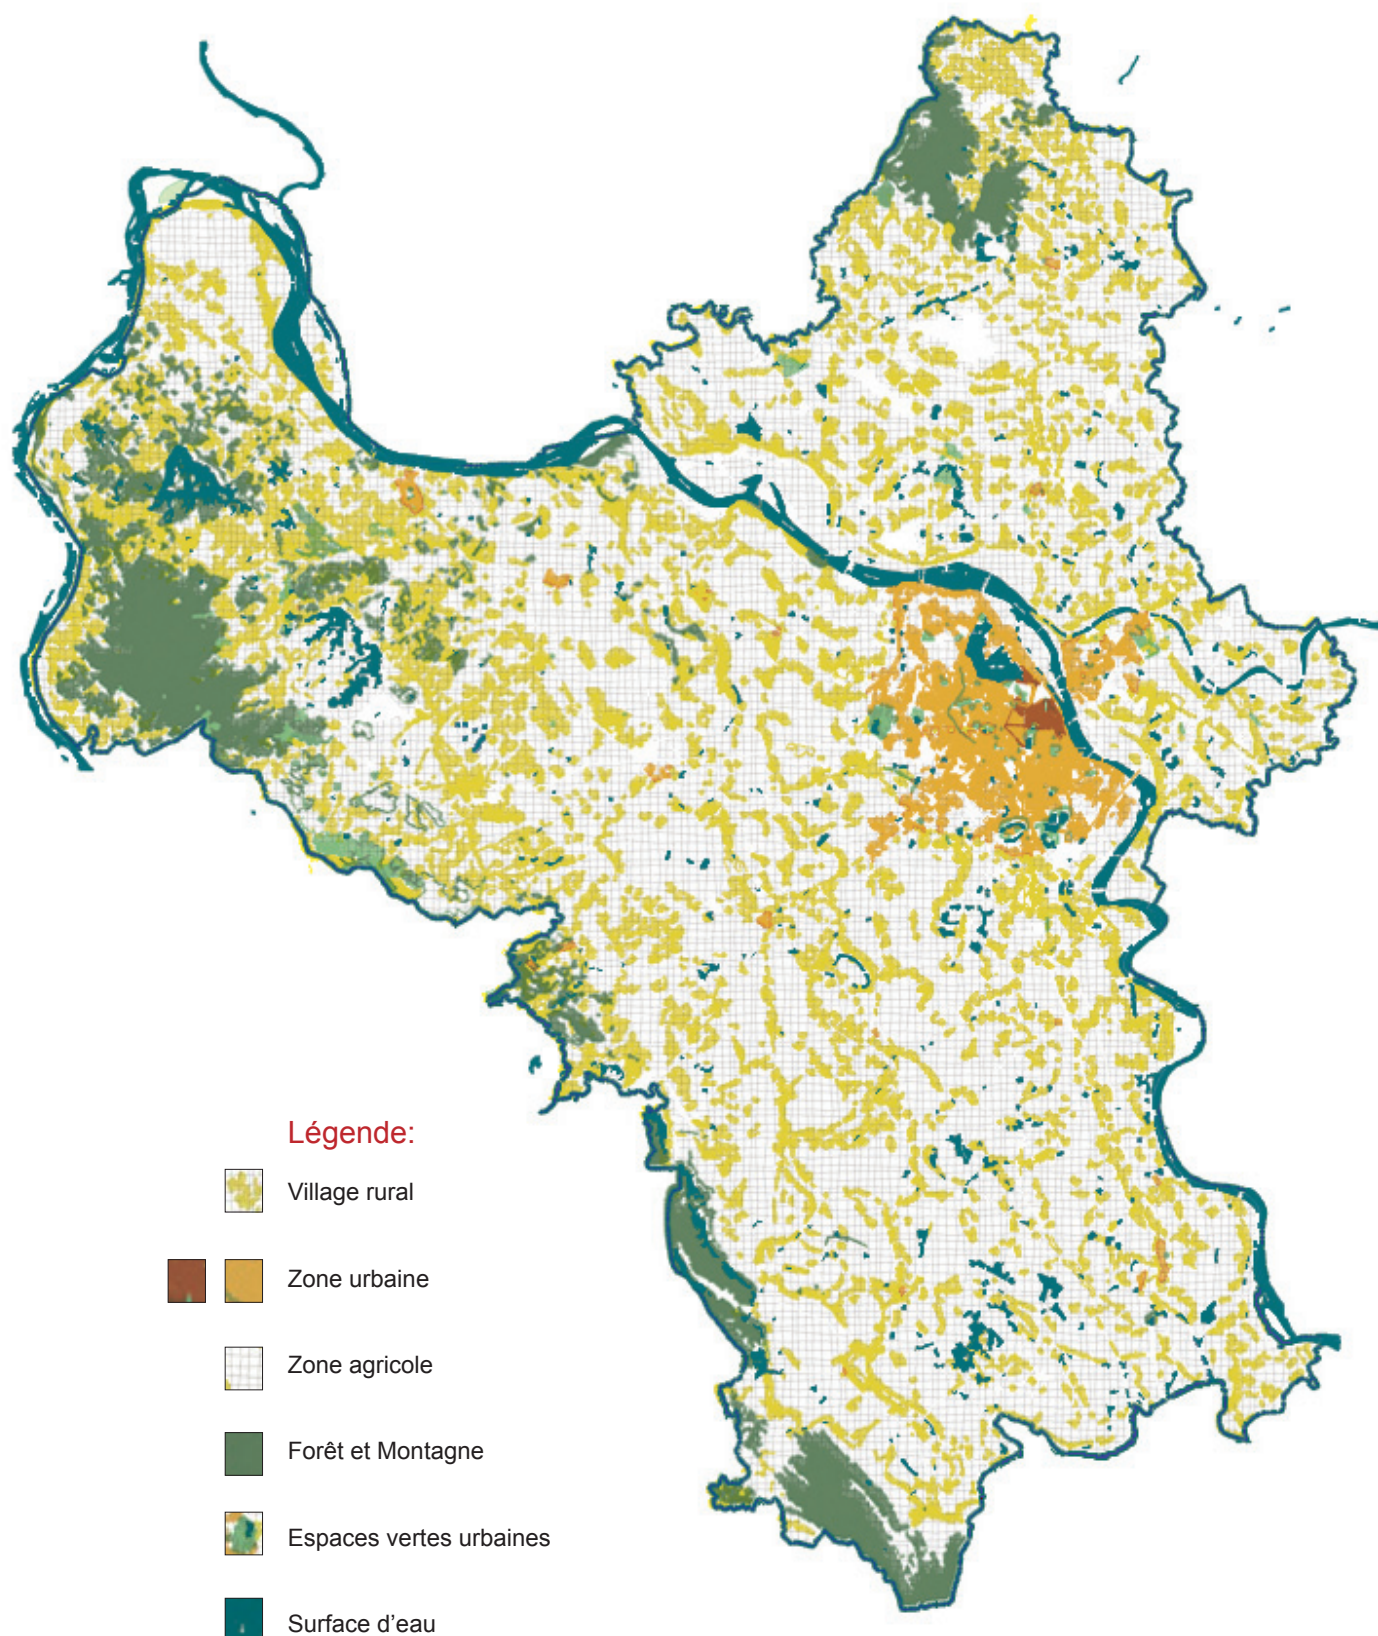 Légende:
Village rural
Zone urbaine
Zone agricole
Forêt et Montagne
Espaces vertes urbaines
Surface d'eau